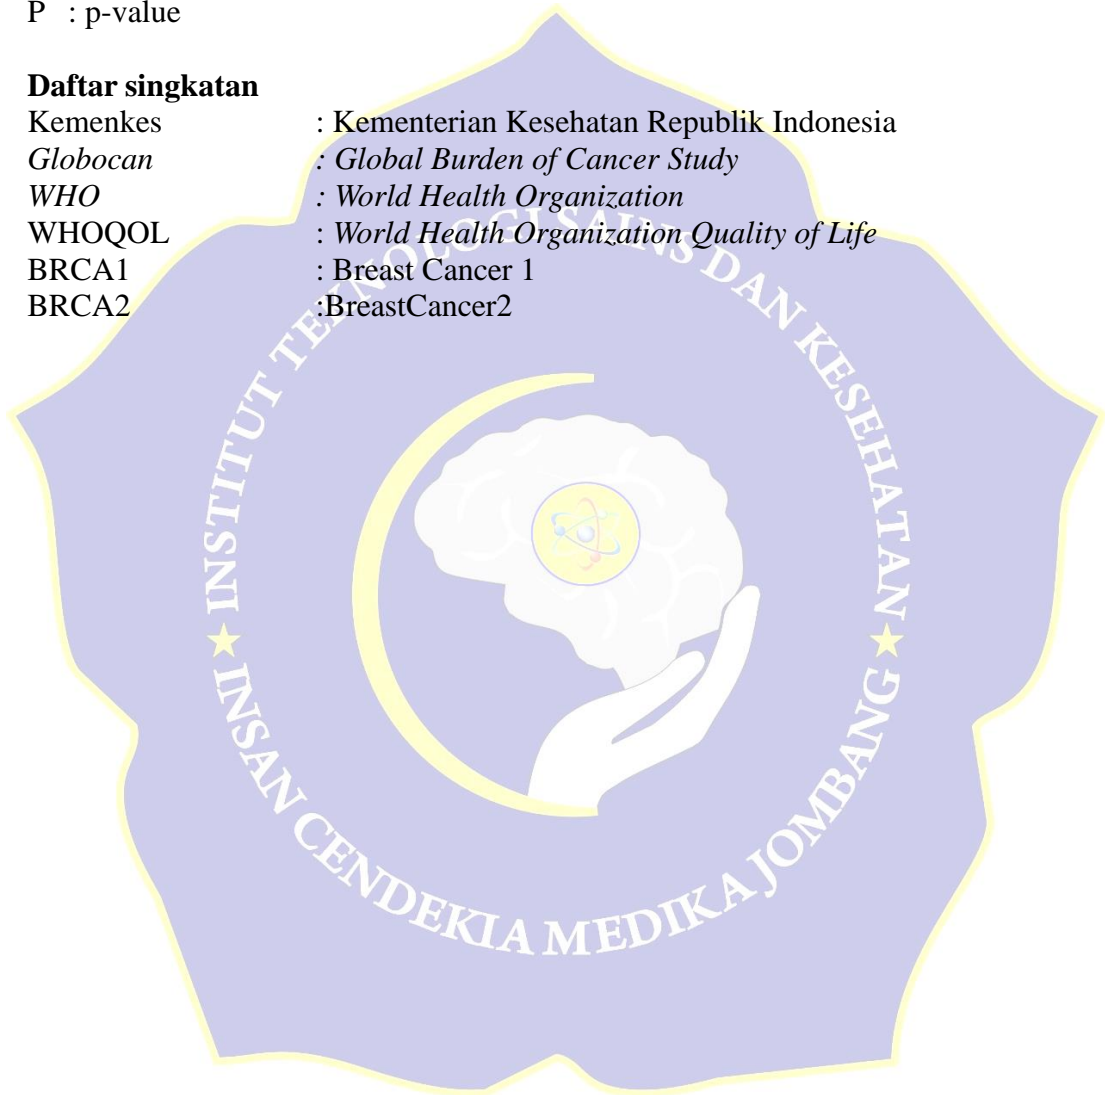 P : p-value
Daftar singkatan
Kemenkes : Kementerian Kesehatan Republik Indonesia
Globocan : Global Burden of Cancer Study
WHO : World Health Organization
WHOQOL : World Health Organization Quality of Life
BRCA1 : Breast Cancer 1
BRCA2 :BreastCancer2
INSTITUT TEKNOLOGI SAINS DAN KESEHATAN
INSAN CENDEKIA MEDIKA JOMBANG